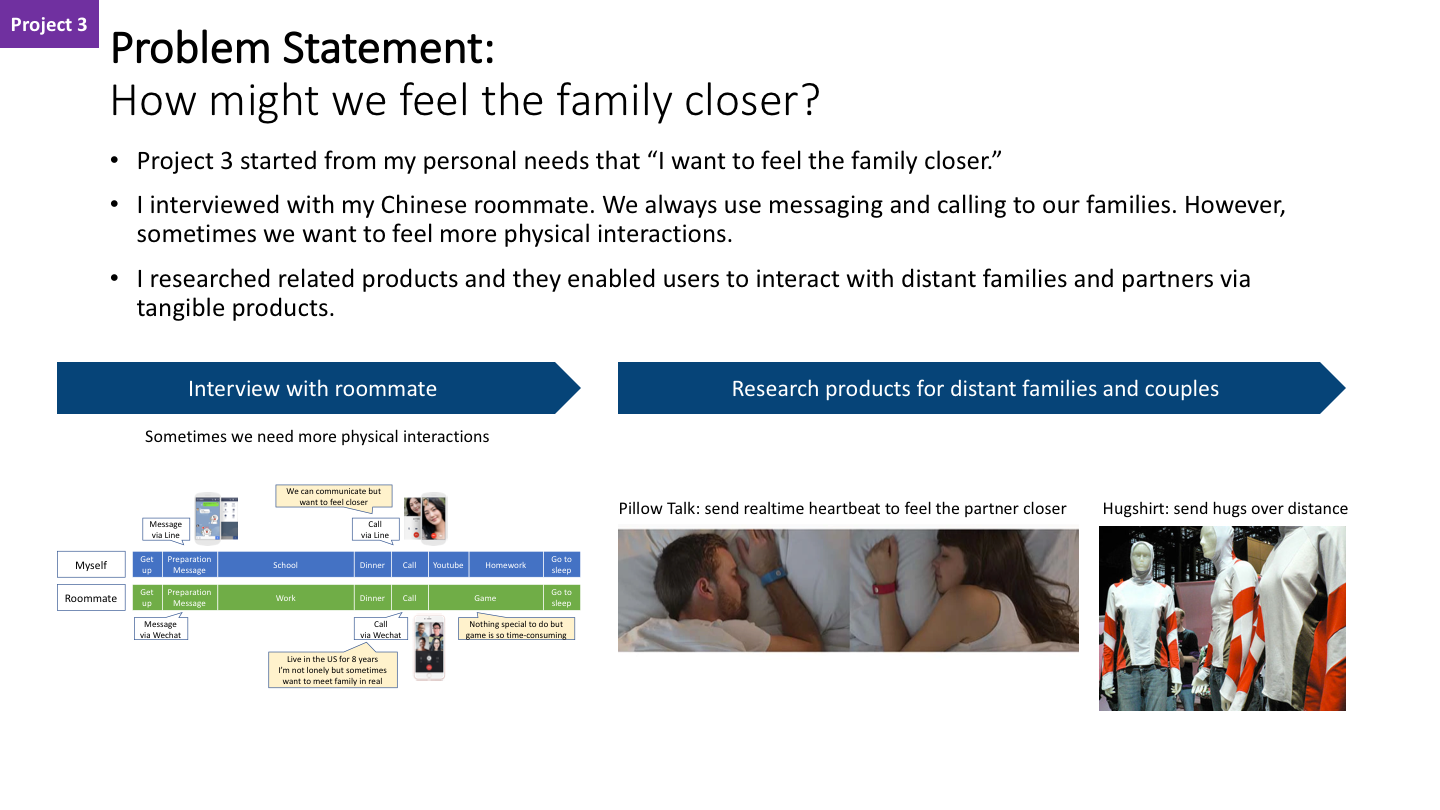 Project 3
Problem Statement:
How might we feel the family closer?
• Project 3 started from my personal needs that “I want to feel the family closer.”
• I interviewed with my Chinese roommate. We always use messaging and calling to our families. However,
sometimes we want to feel more physical interactions.
• I researched related products and they enabled users to interact with distant families and partners via
tangible products.
Interview with roommate
Sometimes we need more physical interactions
Message
via Line
We can communicate but
want to feel closer
Call
via Line
Myself
Get
up
Preparation
Message
School
Dinner
Call
Youtube
Homework
Go to
sleep
Roommate
Get
up
Preparation
Message
Work
Dinner
Call
Game
Go to
sleep
Message
via Wechat
Call
via Wechat
Nothing special to do but
game is so time-consuming
Live in the US for 8 years
I'm not lonely but sometimes
want to meet family in real
Research products for distant families and couples
Pillow Talk: send realtime heartbeat to feel the partner closer
Hugshirt: send hugs over distance